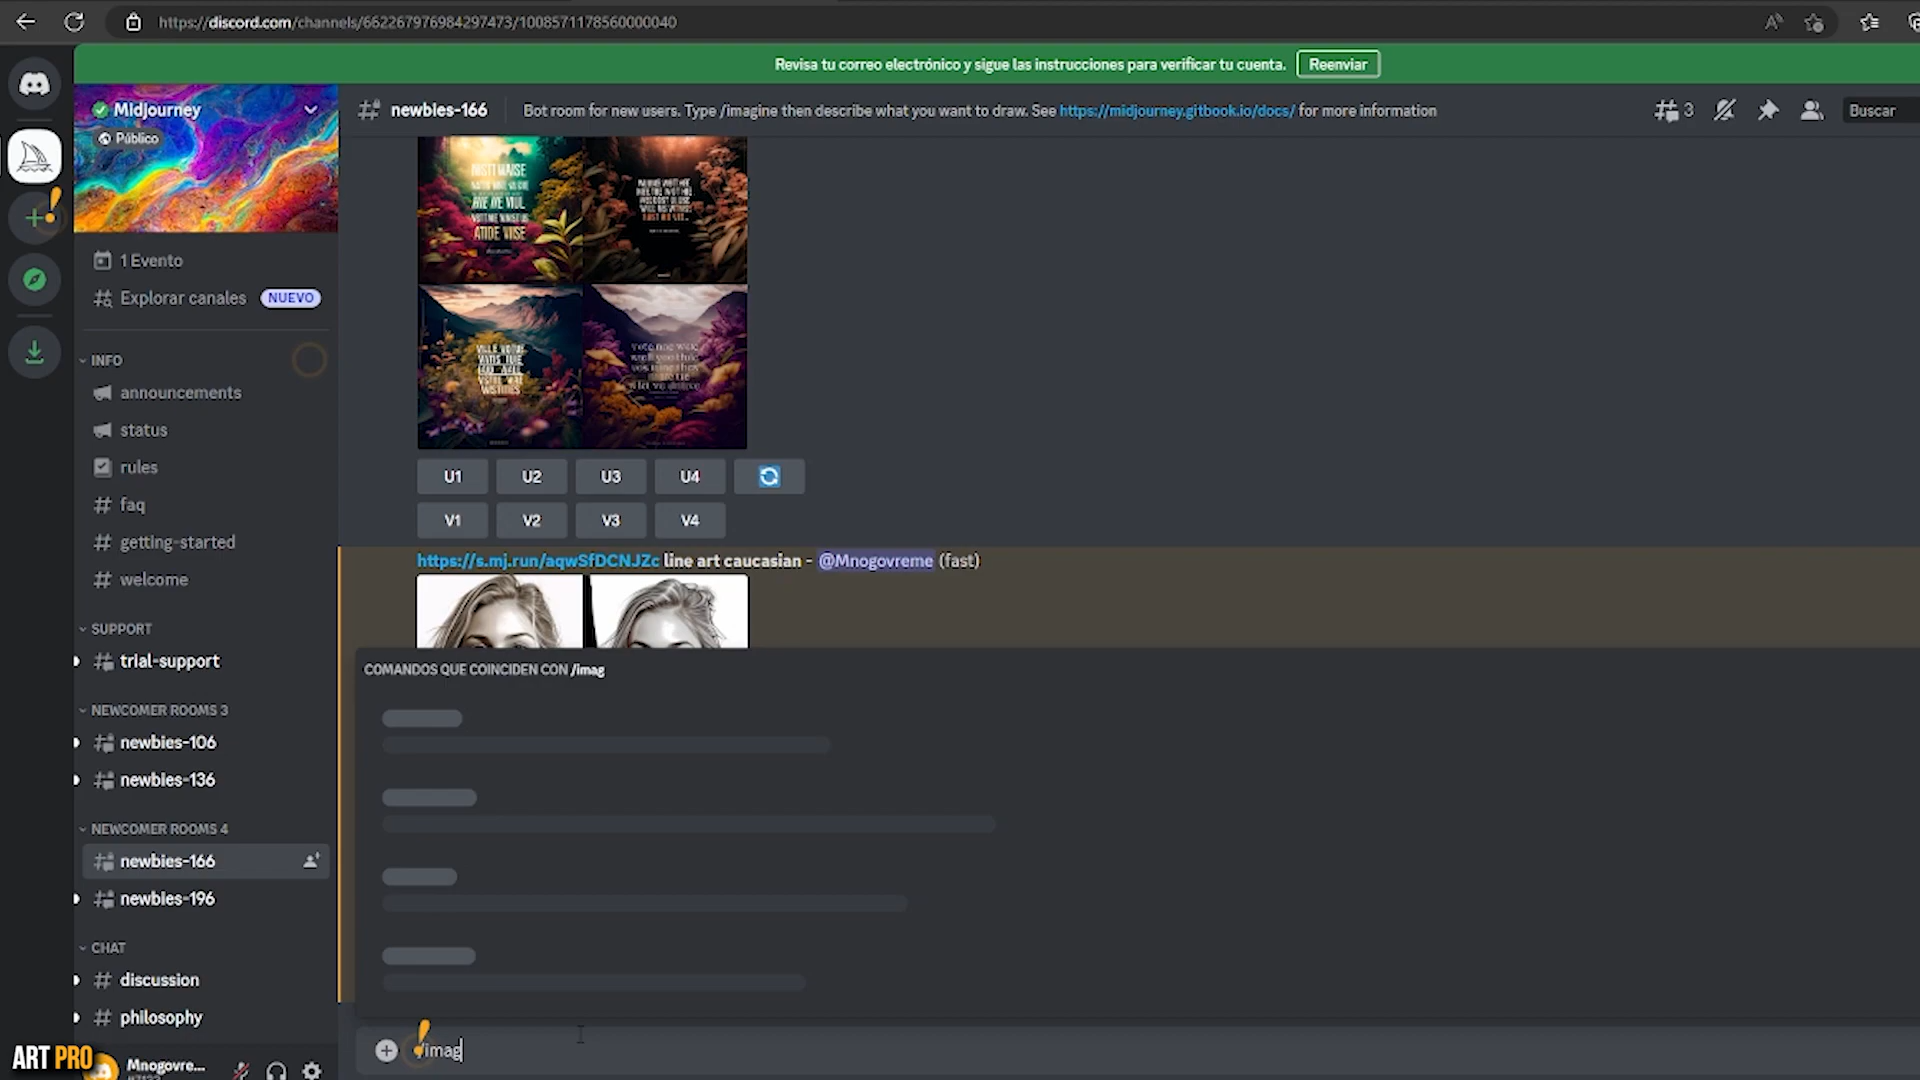 https://discord.com/channels/662267976984297473/1008571178560000040
Revisa tu correo electrónico y sigue las instrucciones para verificar tu cuenta.
Reenviar
Midjourney
Público
1 Evento
Explorar canales
NUEVO
INFO
announcements
status
rules
faq
getting-started
welcome
SUPPORT
trial-support
NEWCOMER ROOMS 3
newbies-106
newbies-136
NEWCOMER ROOMS 4
newbies-166
newbies-196
CHAT
discussion
philosophy
ART PRO
Mnogovre...
newbies-166
Bot room for new users. Type /imagine then describe what you want to draw. See https://midjourney.gitbook.io/docs/ for more information
3
Buscar
U1 U2 U3 U4
V1 V2 V3 V4
https://s.mj.run/aqwSfDCNJZc line art caucasian - @Mnogovreme (fast)
COMANDOS QUE COINCIDEN CON /imag
/imag